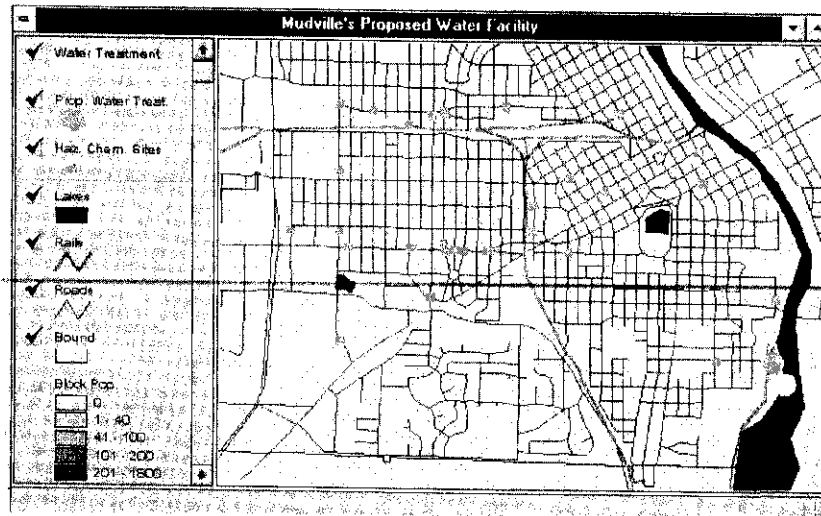 Mudville's Proposed Water Facility
Water Treatment
Prop. Water Treat.
Haz. Chem. Sites
Lakes
Rails
Roads
Bound
Block Pop.
0
1 - 40
41 - 100
101 - 200
201 - 1800